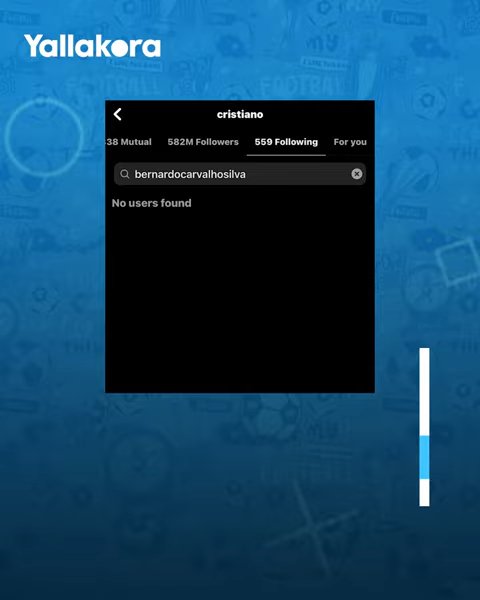 Yallakora
cristiano
38 Mutual 582M Followers 559 Following For you
bernardocarvalhosilva
No users found